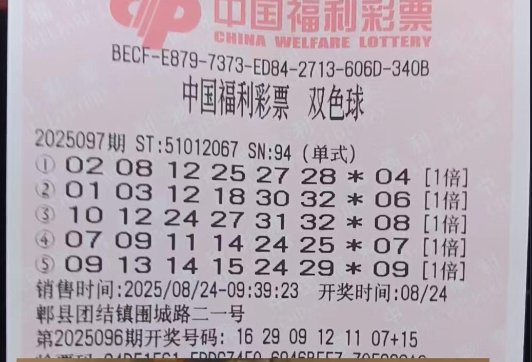 中国福利彩票
CHINA WELFARE LOTTERY
BECF-E879-7373-ED84-2713-606D-340B
中国福利彩票 双色球
2025097期 ST:51012067 SN:94 (单式)
① 02 08 12 25 27 28 * 04 [1倍]
② 01 03 12 18 30 32 * 06 [1倍]
③ 10 12 24 27 31 32 * 08 [1倍]
④ 07 09 11 14 24 25 * 07 [1倍]
⑤ 09 13 14 15 24 29 * 09 [1倍]
销售时间:2025/08/24-09:39:23 开奖时间:08/24
郫县团结镇围城路二一号
第2025096期开奖号码: 16 29 09 12 11 07+15